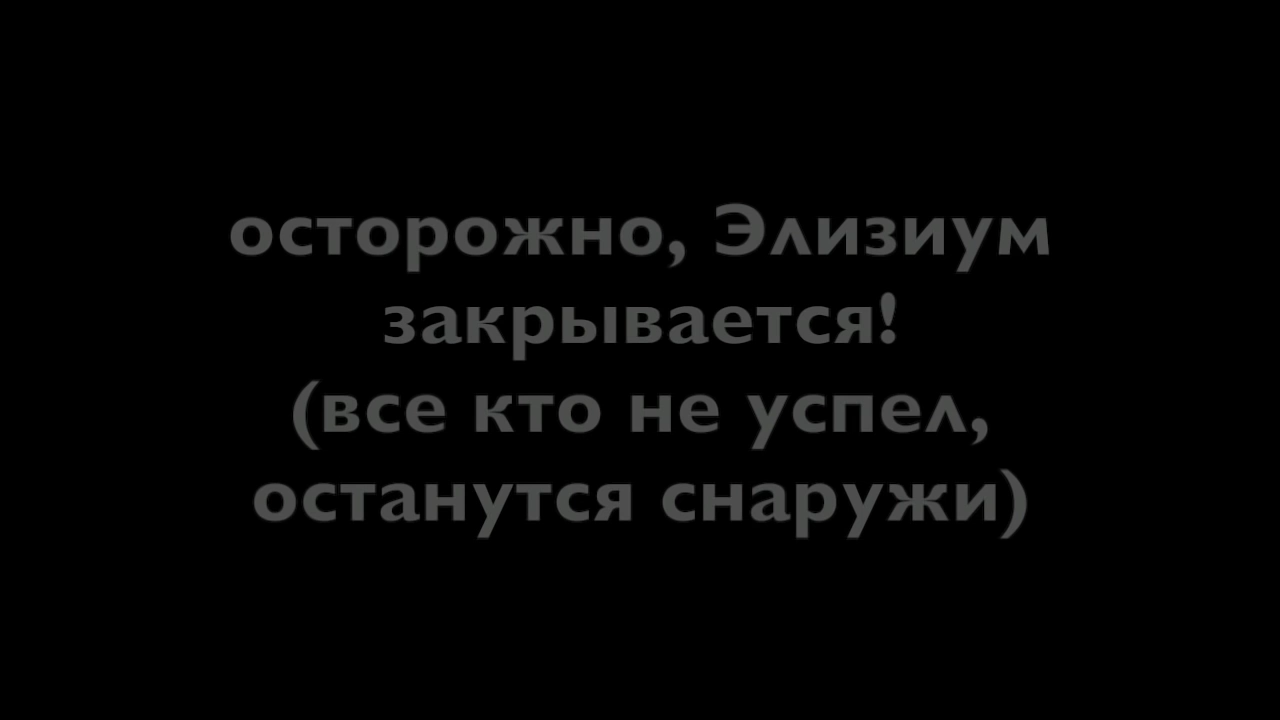 осторожно, Элизиум
закрывается!
(все кто не успел,
останутся снаружи)